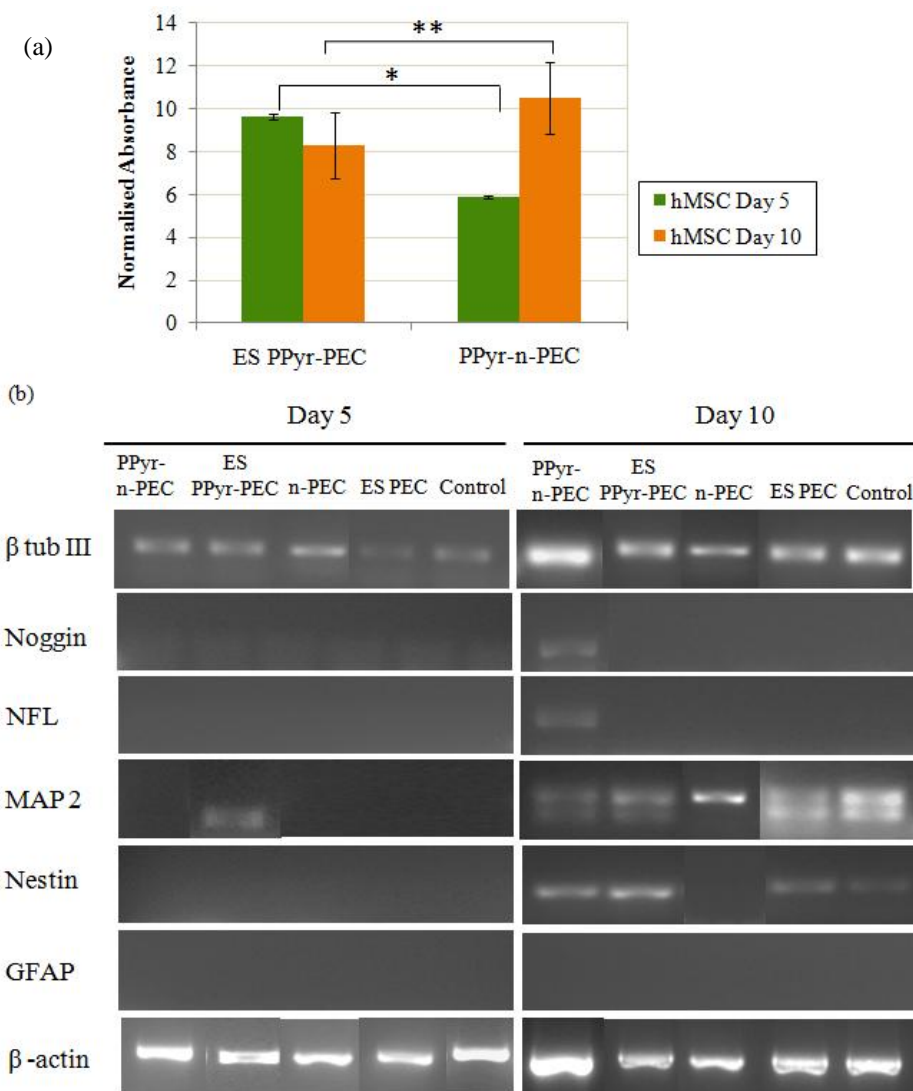 (a)
14
12
10
8
6
4
2
0
Normalised Absorbance
**
*
ES PPyr-PEC
PPyr-n-PEC
hMSC Day 5
hMSC Day 10
(b)
Day 5
Day 10
PPyr-
n-PEC
ES
PPyr-PEC
n-PEC
ES PEC
Control
PPyr-
n-PEC
ES
PPyr-PEC
n-PEC
ES PEC
Control
β tub III
Noggin
NFL
MAP 2
Nestin
GFAP
β-actin